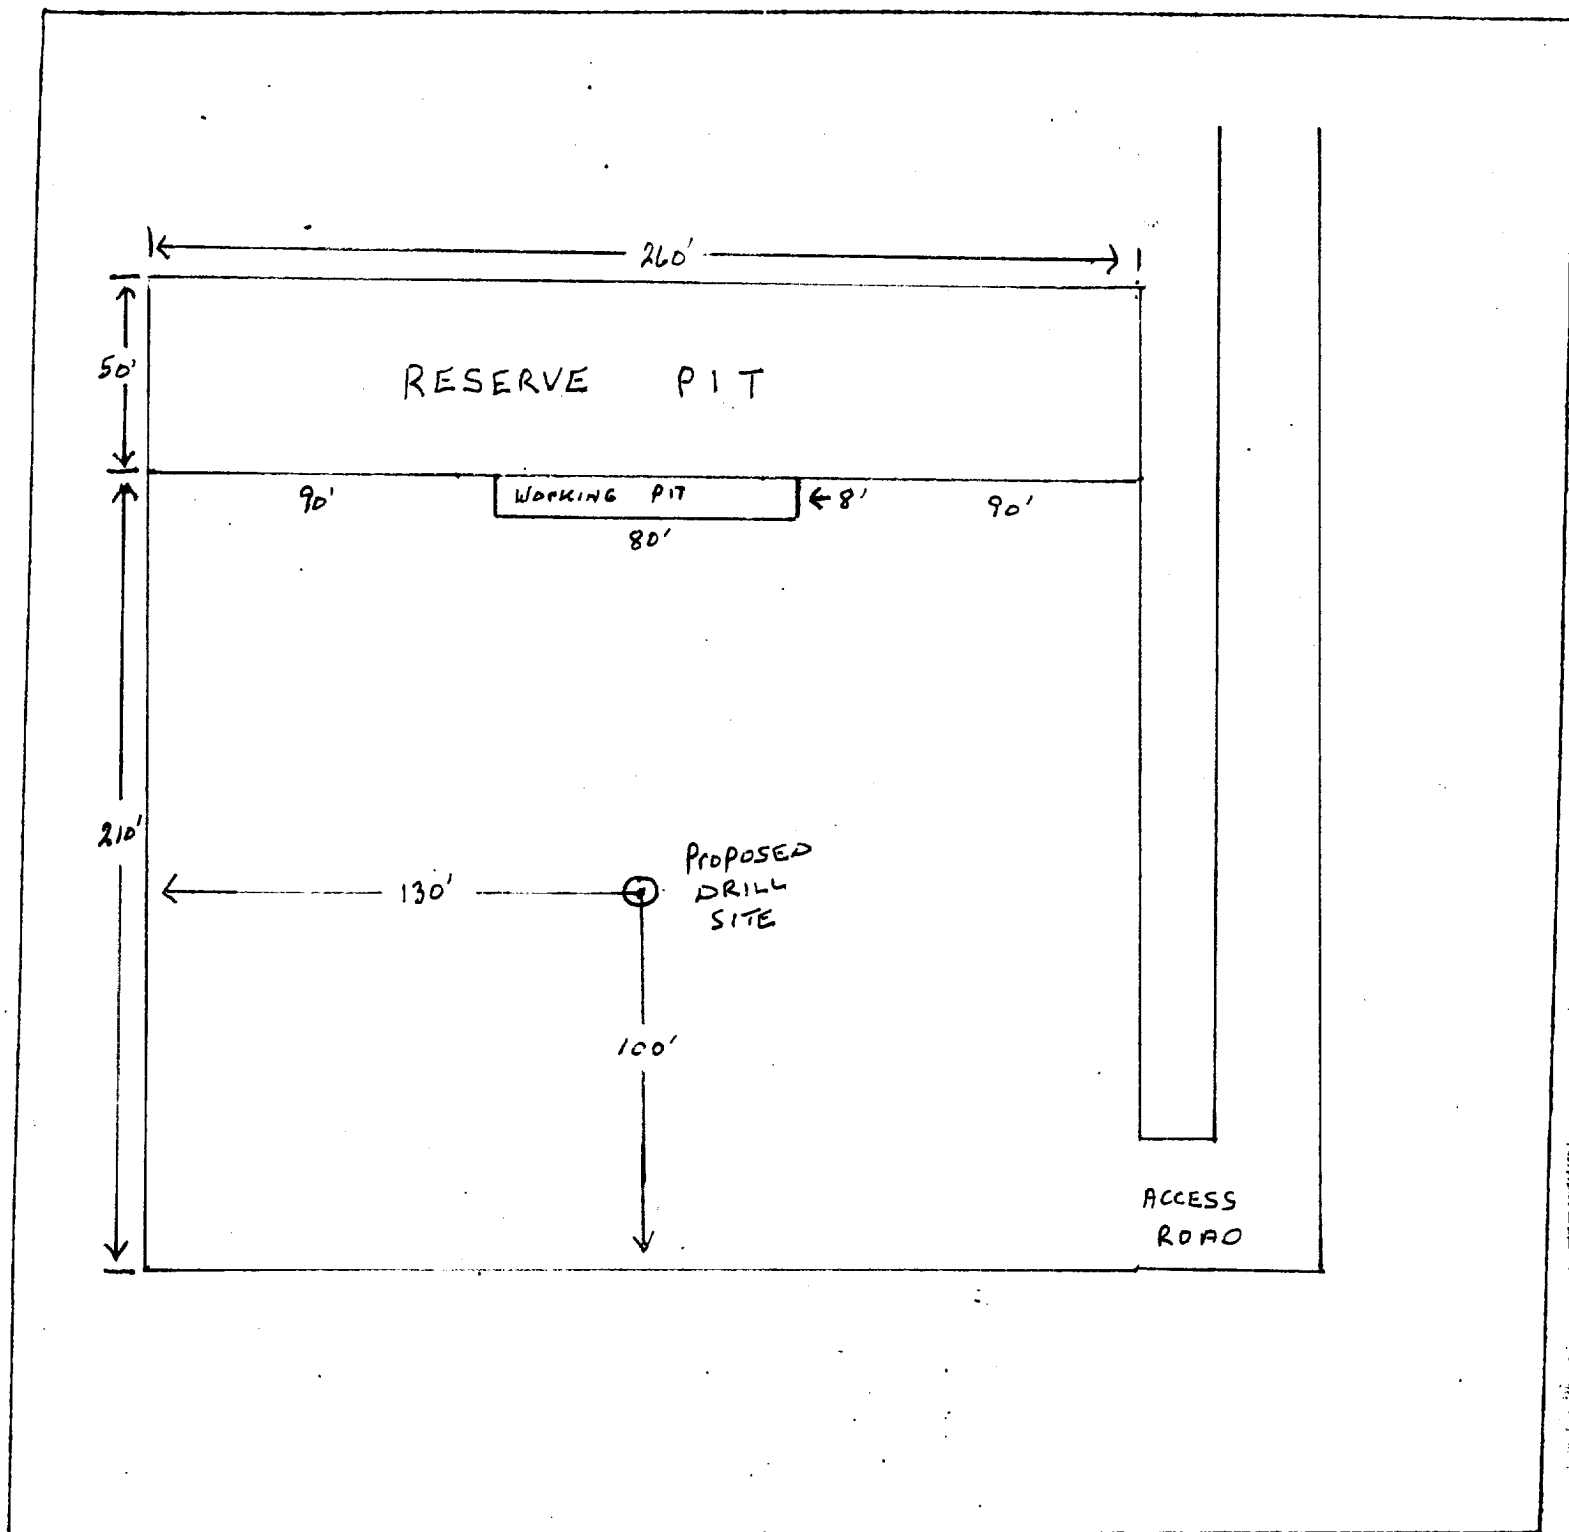 260'
50'
RESERVE PIT
90'
WORKING PIT
← 8'
90'
80'
210'
PROPOSED
DRILL
SITE
130'
100'
ACCESS
ROAD